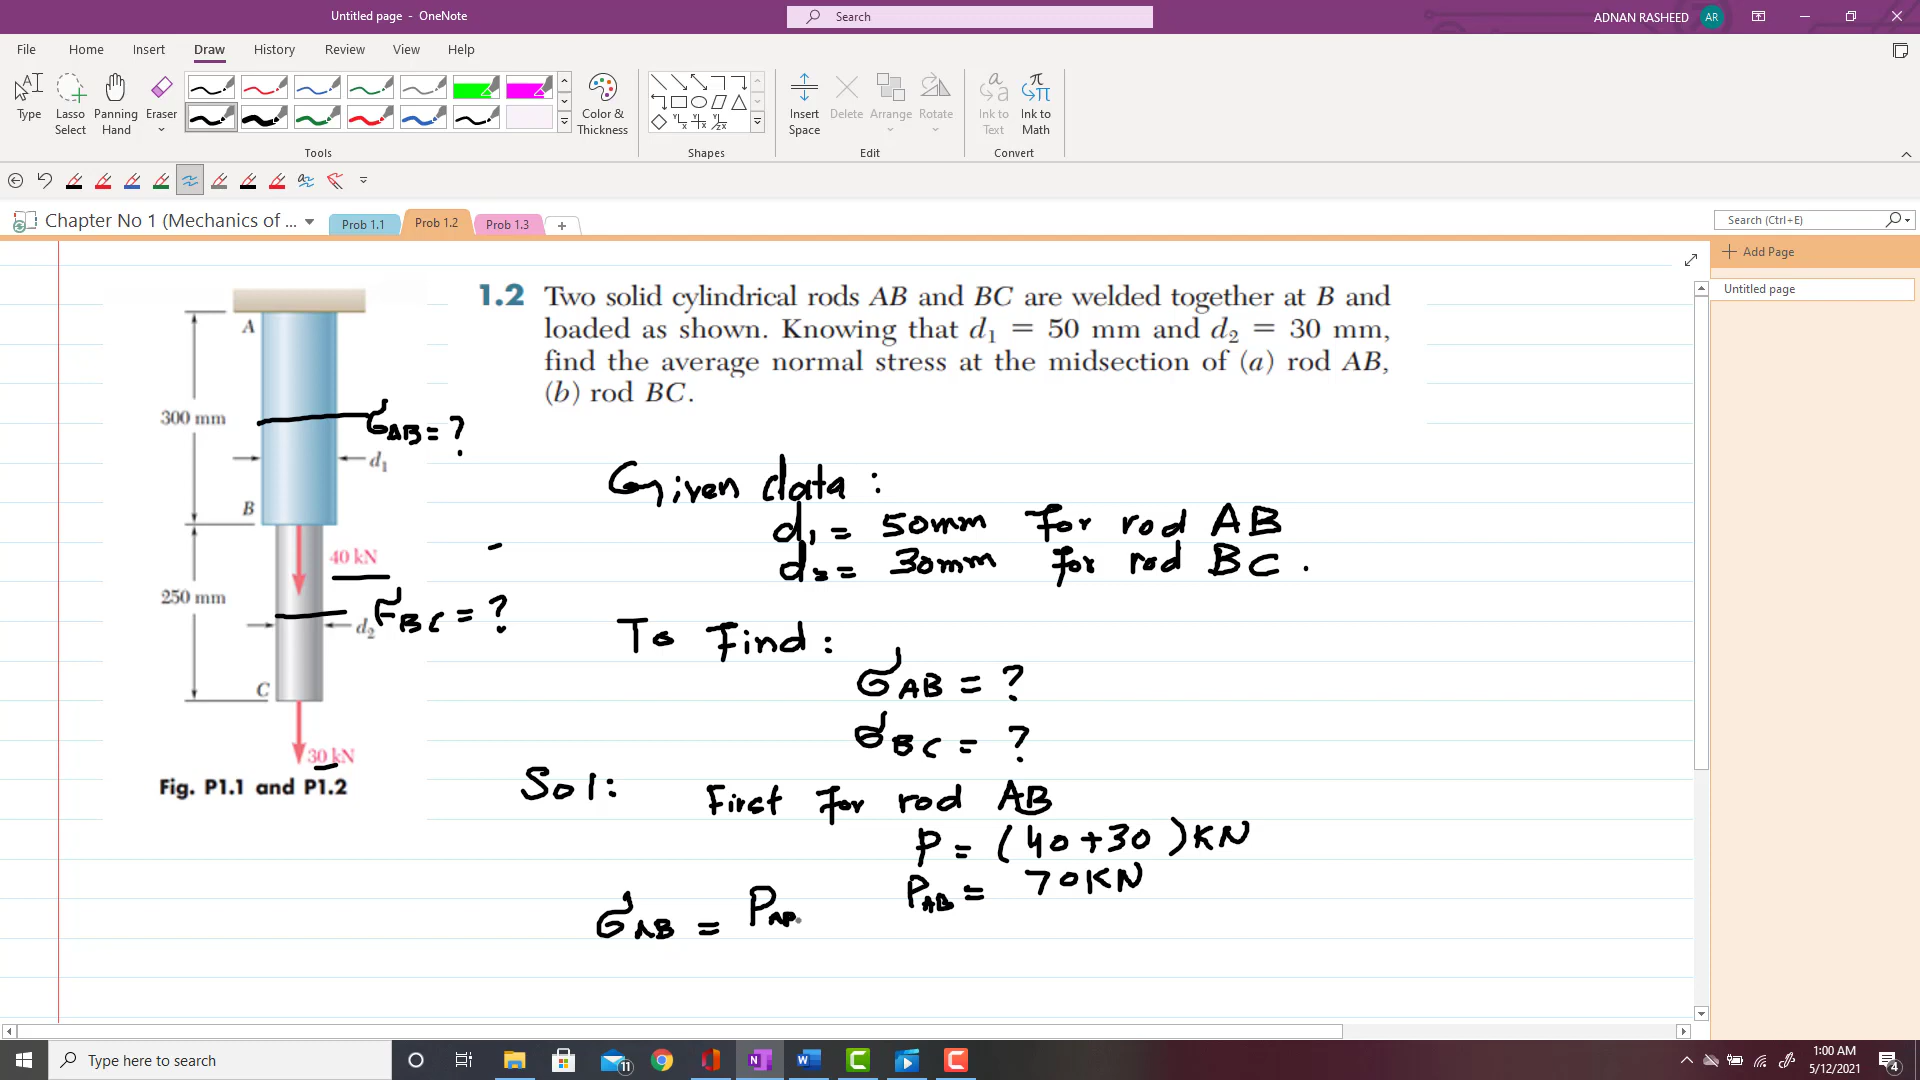 Untitled page - OneNote
Search
ADNAN RASHEED
AR
File Home Insert Draw History Review View Help
Type
Lasso Select
Panning Hand
Eraser
Color & Thickness
Insert Space
Delete
Arrange
Rotate
Ink to Text
Ink to Math
Tools
Shapes
Edit
Convert
Chapter No 1 (Mechanics of ...
Prob 1.1
Prob 1.2
Prob 1.3
Search (Ctrl+E)
Add Page
Untitled page
1.2 Two solid cylindrical rods AB and BC are welded together at B and
loaded as shown. Knowing that d₁ = 50 mm and d₂ = 30 mm,
find the average normal stress at the midsection of (a) rod AB,
(b) rod BC.
A
300 mm
σAB = ?
d₁
B
40 kN
250 mm
σBC = ?
d₂
C
30 kN
Fig. P1.1 and P1.2
Given data :
d₁ = 50mm for rod AB
d₂ = 30mm for rod BC .
To Find :
σAB = ?
σBC = ?
Sol: First for rod AB
P = (40+30)KN
PAB = 70KN
σAB = PAB
Type here to search
11
1:00 AM
5/12/2021
4